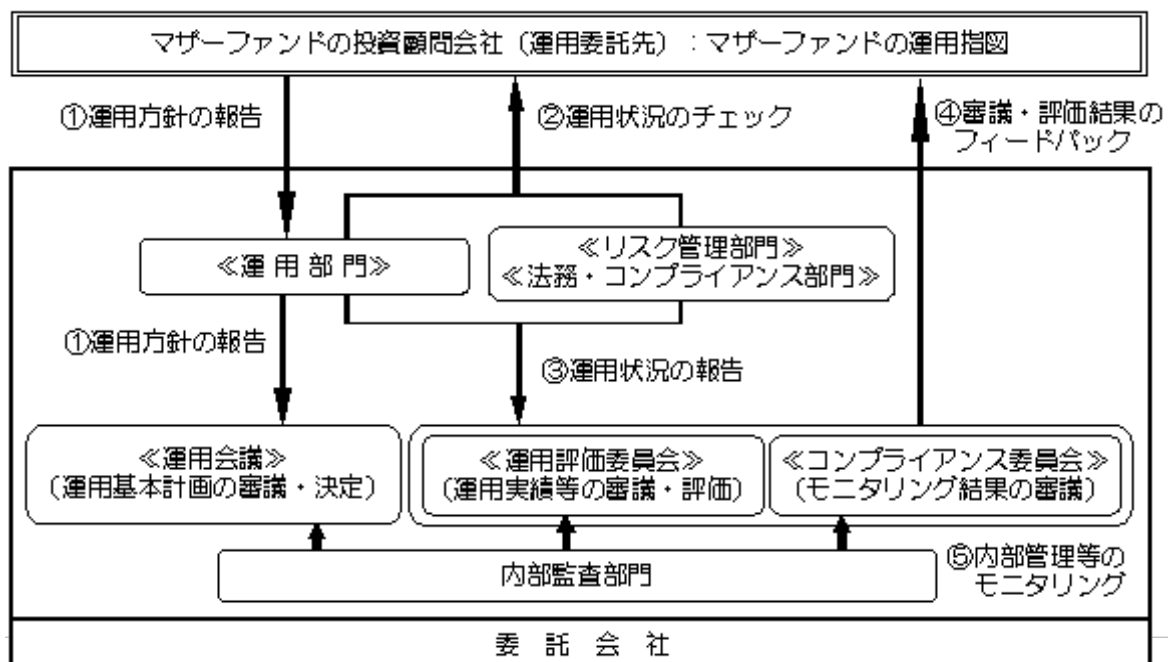 マザーファンドの投資顧問会社（運用委託先）：マザーファンドの運用指図
①運用方針の報告
②運用状況のチェック
④審議・評価結果の
フィードバック
≪運 用 部 門≫
≪リスク管理部門≫
≪法務・コンプライアンス部門≫
①運用方針の報告
③運用状況の報告
≪運用会議≫
（運用基本計画の審議・決定）
≪運用評価委員会≫
（運用実績等の審議・評価）
≪コンプライアンス委員会≫
（モニタリング結果の審議）
内部監査部門
⑤内部管理等の
モニタリング
委 託 会 社